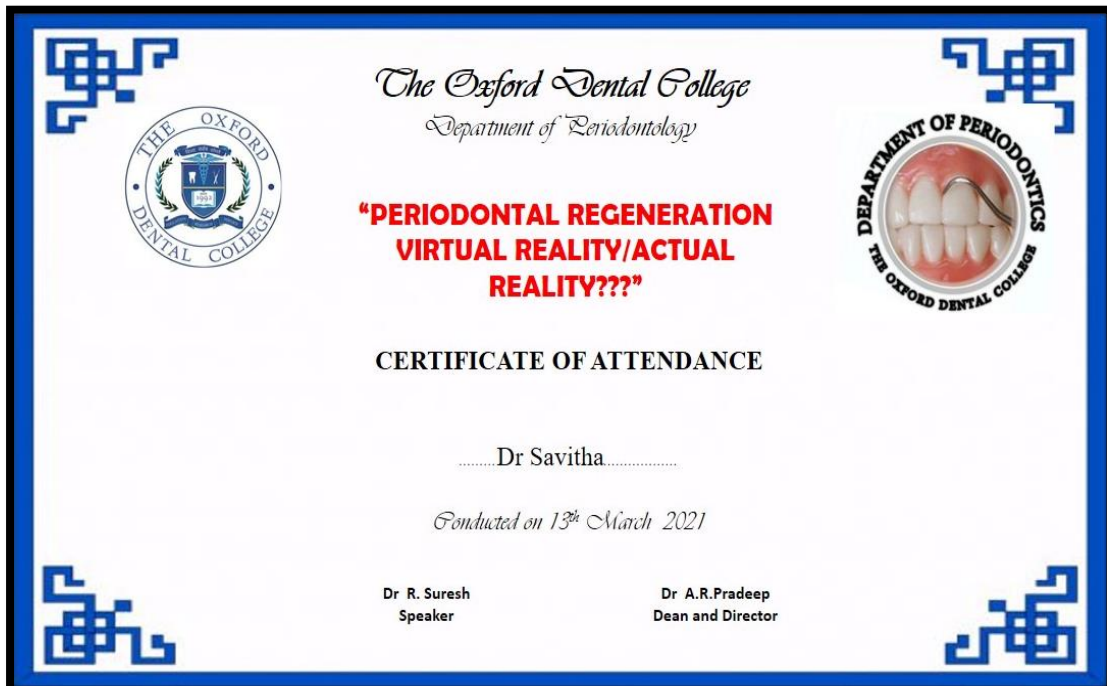 The Oxford Dental College
Department of Periodontology
THE OXFORD DENTAL COLLEGE
1992
DEPARTMENT OF PERIODONTICS
THE OXFORD DENTAL COLLEGE
“PERIODONTAL REGENERATION
VIRTUAL REALITY/ACTUAL
REALITY???”
CERTIFICATE OF ATTENDANCE
.........Dr Savitha..................
Conducted on 13th March 2021
Dr R. Suresh
Speaker
Dr A.R.Pradeep
Dean and Director